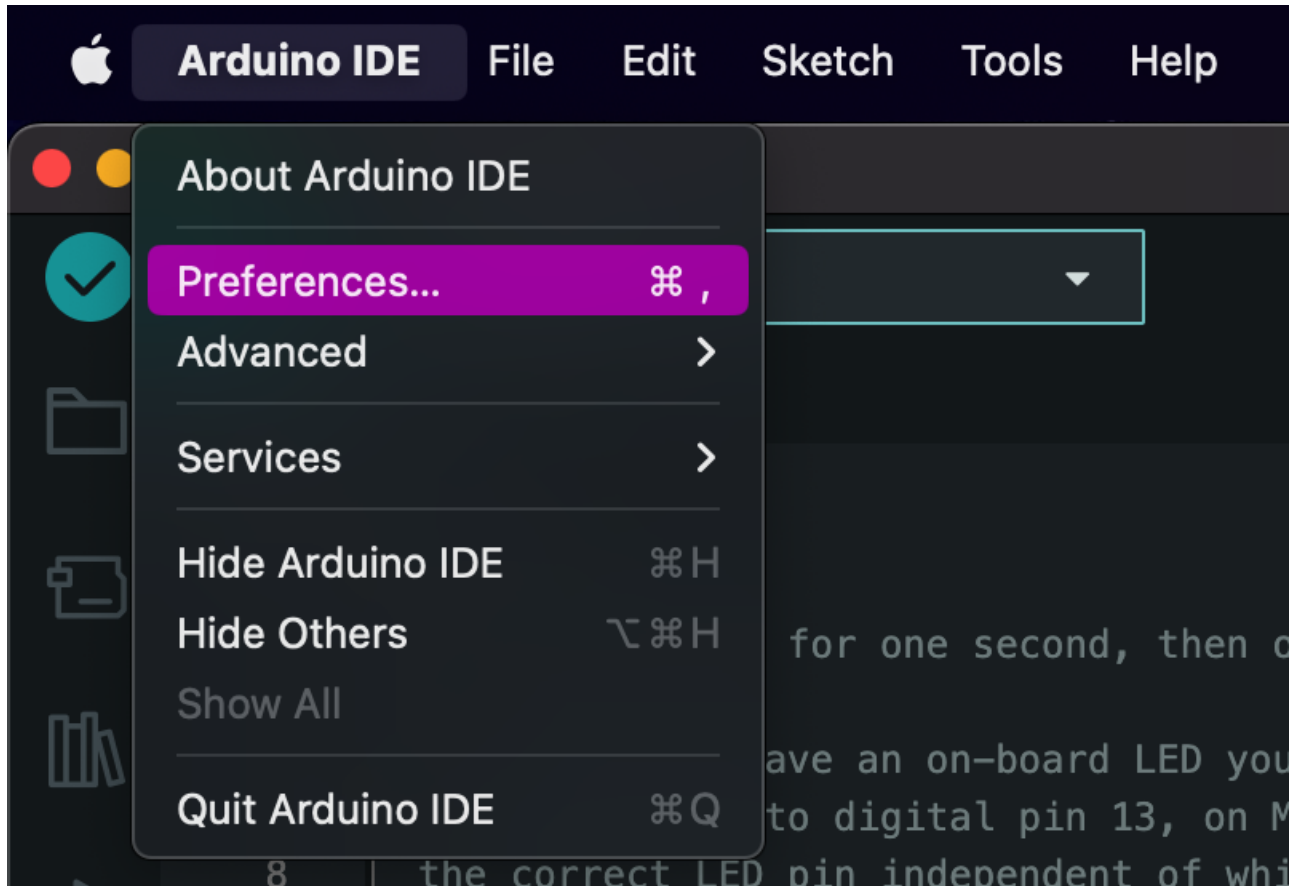 Arduino IDE File Edit Sketch Tools Help
About Arduino IDE
Preferences... ⌘ ,
Advanced
Services
Hide Arduino IDE ⌘H
Hide Others ⌥⌘H
Show All
Quit Arduino IDE ⌘Q
for one second, then
an on-board LED you
to digital pin 13, on
8 the correct LED pin independent of